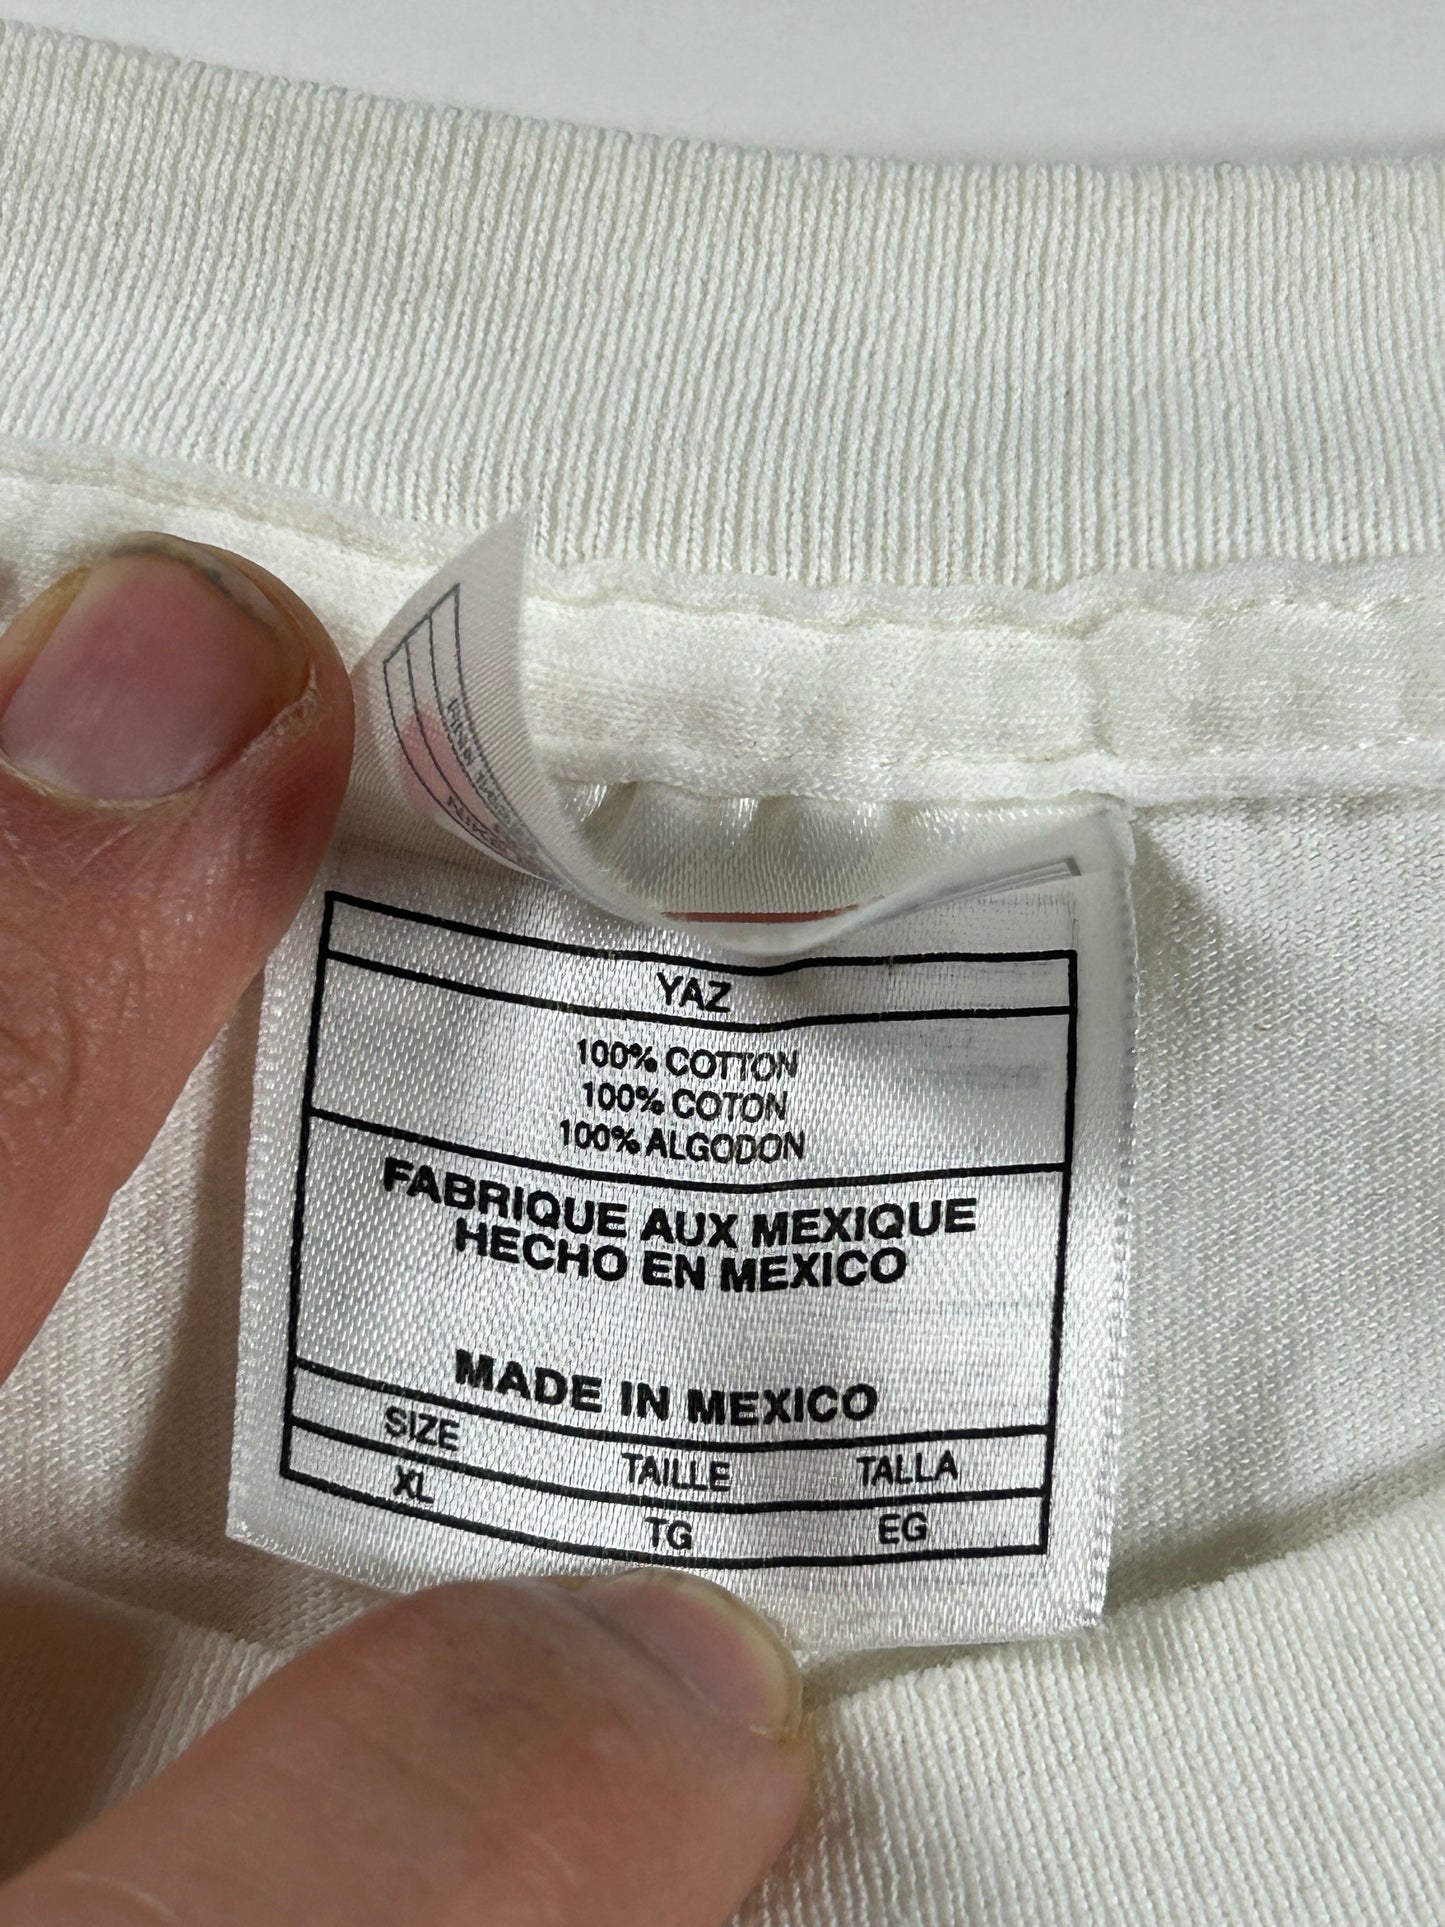 YAZ
100% COTTON
100% COTON
100% ALGODON
FABRIQUE AUX MEXIQUE
HECHO EN MEXICO
MADE IN MEXICO
SIZE TAILLE TALLA
XL TG EG